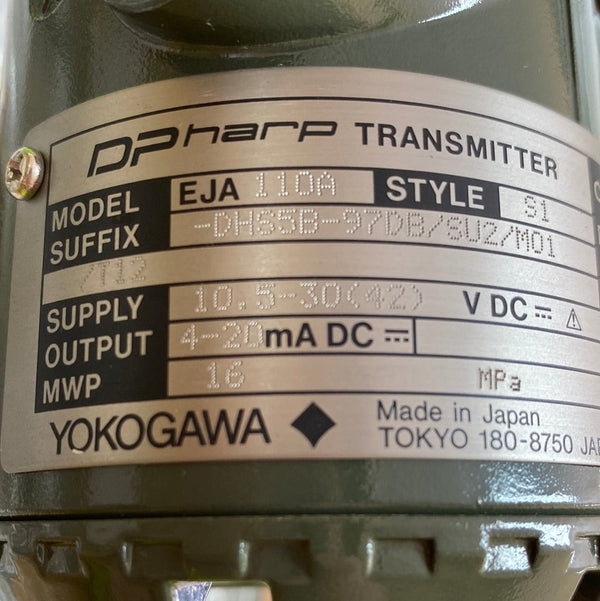 DPharp TRANSMITTER
MODEL EJA 110A STYLE S1
SUFFIX -DHS5B-97DB/8U2/M01
/T12
SUPPLY 10.5-30(42) V DC ⎓ ⚠
OUTPUT 4-20mA DC ⎓
MWP 16 MPa
YOKOGAWA ◆ Made in Japan
TOKYO 180-8750